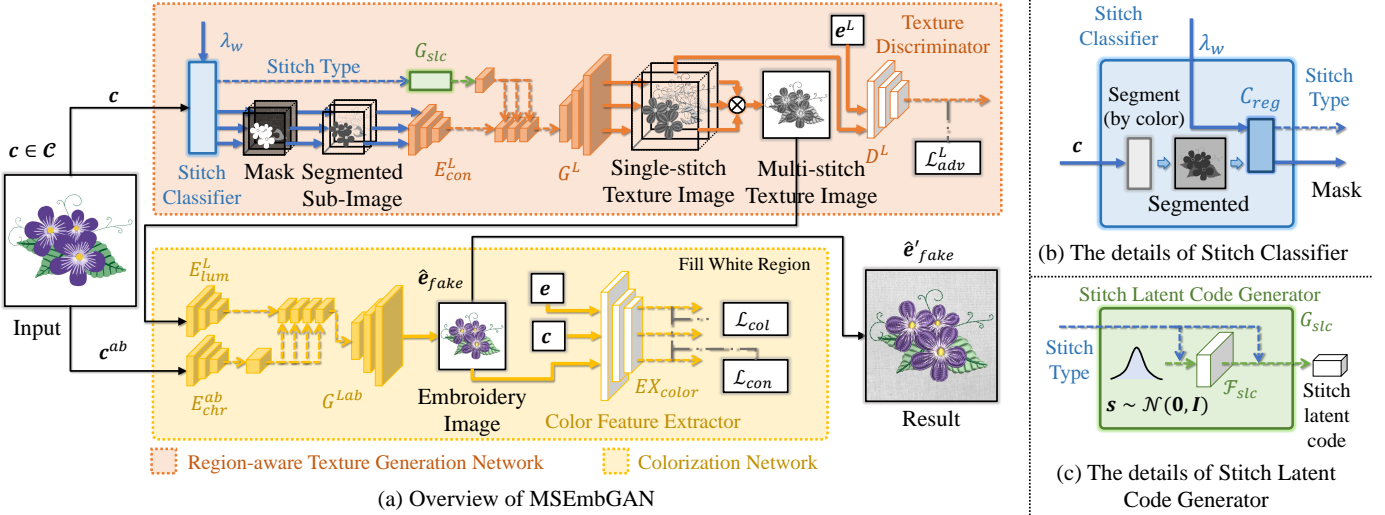 λ_w
G_slc
Stitch Type
e^L
Texture
Discriminator
c
c ∈ C
Stitch
Classifier
Mask
Segmented
Sub-Image
E^L_con
G^L
Single-stitch
Texture Image
Multi-stitch
Texture Image
D^L
L^L_adv
Input
c^ab
E^L_lum
E^ab_chr
G^Lab
ê_fake
Embroidery
Image
e
c
EX_color
Color Feature Extractor
L_col
L_con
Fill White Region
ê'_fake
Result
Region-aware Texture Generation Network
Colorization Network
(a) Overview of MSEmbGAN
Stitch
Classifier
λ_w
Stitch
Type
Segment
(by color)
C_reg
c
Segmented
Mask
(b) The details of Stitch Classifier
Stitch Latent Code Generator
G_slc
Stitch
Type
F_slc
s ~ N(0, I)
Stitch
latent
code
(c) The details of Stitch Latent
Code Generator